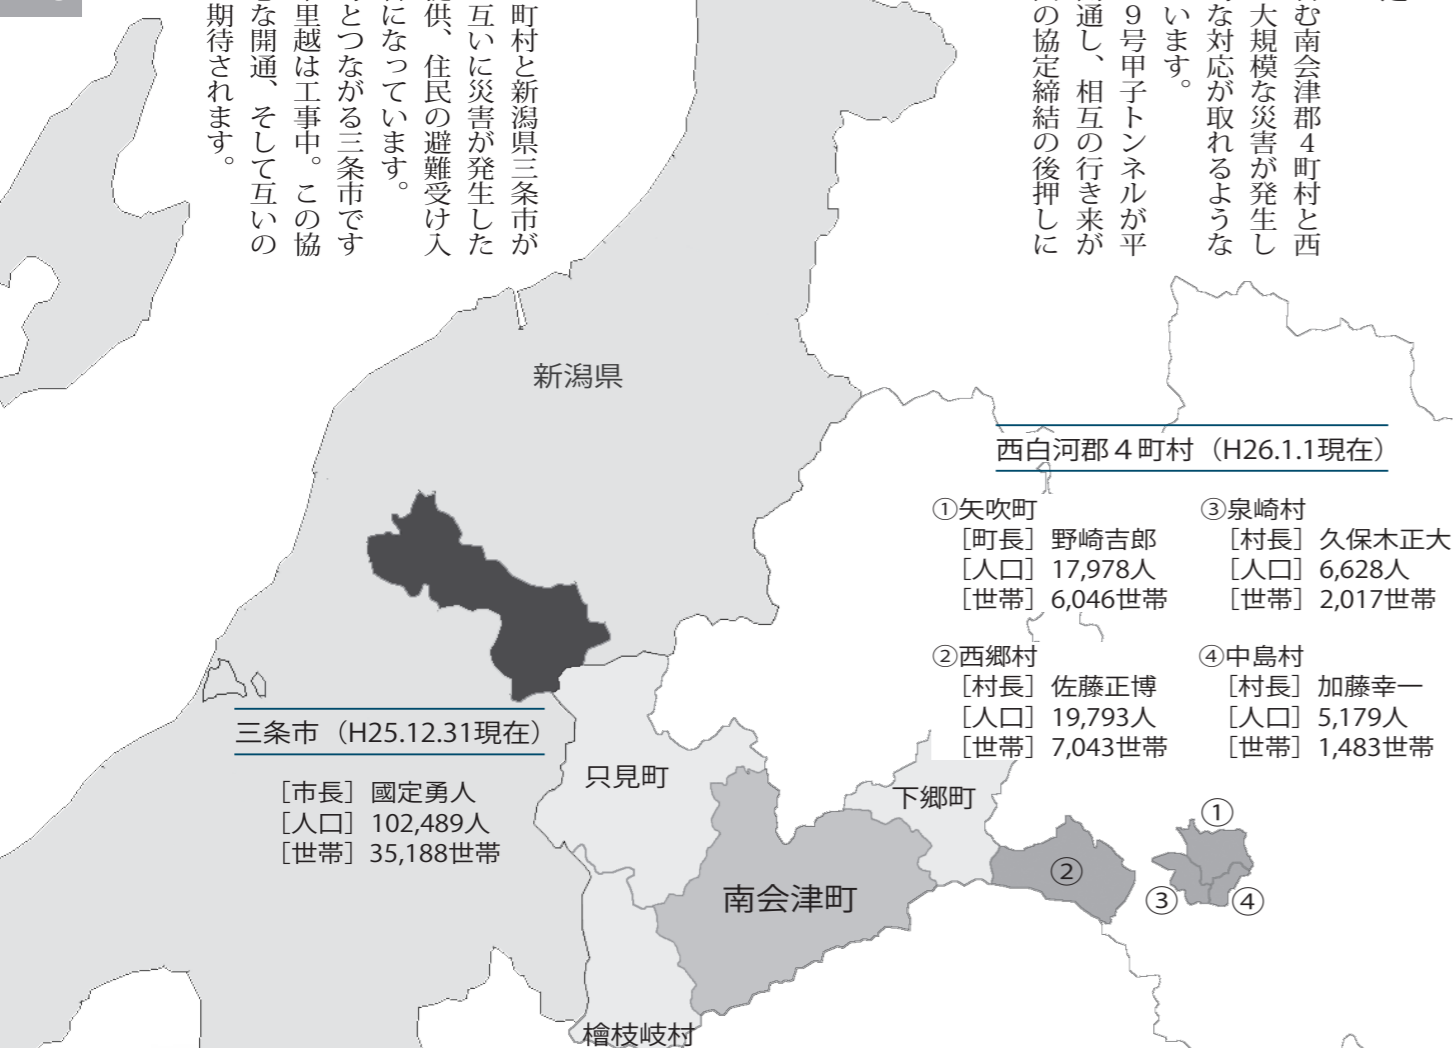 む南会津郡４町村と西
大規模な災害が発生し
な対応が取れるような
います。
９号甲子トンネルが平
通し、相互の行き来が
の協定締結の後押しに
町村と新潟県三条市が
互いに災害が発生した
供、住民の避難受け入
になっています。
とつながる三条市です
里越は工事中。この協
な開通、そして互いの
期待されます。
新潟県
西白河郡４町村（H26.1.1現在）
①矢吹町
［町長］野崎吉郎
［人口］17,978人
［世帯］6,046世帯
②西郷村
［村長］佐藤正博
［人口］19,793人
［世帯］7,043世帯
③泉崎村
［村長］久保木正大
［人口］6,628人
［世帯］2,017世帯
④中島村
［村長］加藤幸一
［人口］5,179人
［世帯］1,483世帯
三条市（H25.12.31現在）
［市長］國定勇人
［人口］102,489人
［世帯］35,188世帯
只見町
下郷町
南会津町
檜枝岐村
①
②
③
④